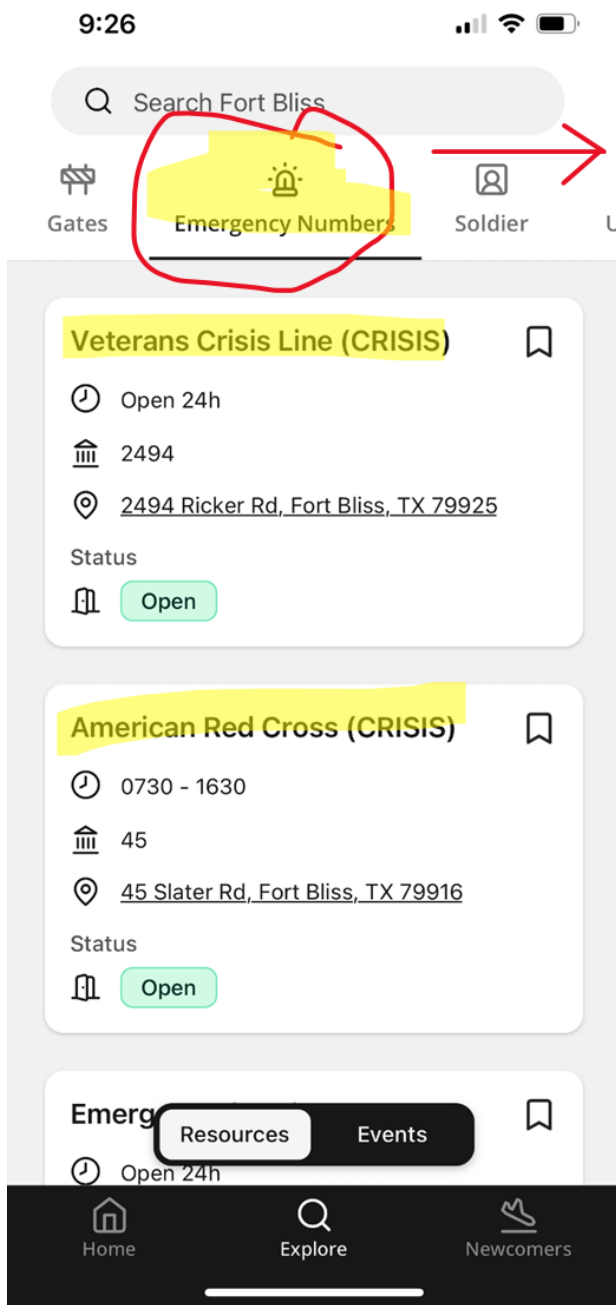 9:26
Search Fort Bliss
Gates Emergency Numbers Soldier U
Veterans Crisis Line (CRISIS)
Open 24h
2494
2494 Ricker Rd, Fort Bliss, TX 79925
Status
Open
American Red Cross (CRISIS)
0730 - 1630
45
45 Slater Rd, Fort Bliss, TX 79916
Status
Open
Emerg
Resources Events
Open 24h
Home Explore Newcomers